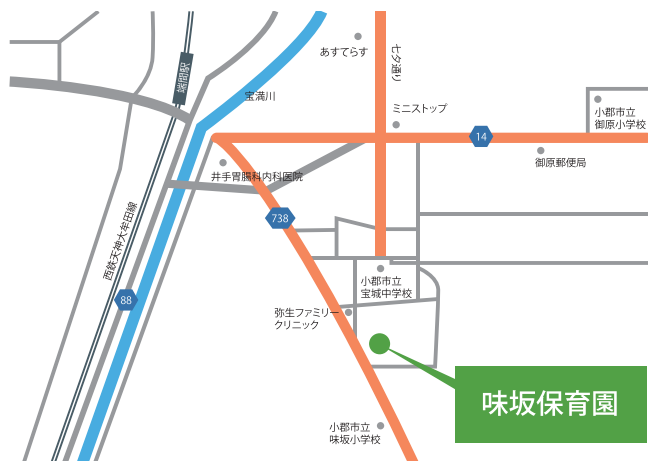 あすてらす
七夕通り
端間駅
宝満川
ミニストップ
小郡市立
御原小学校
14
御原郵便局
井手胃腸科内科医院
738
西鉄天神大牟田線
小郡市立
宝城中学校
88
弥生ファミリー
クリニック
味坂保育園
小郡市立
味坂小学校